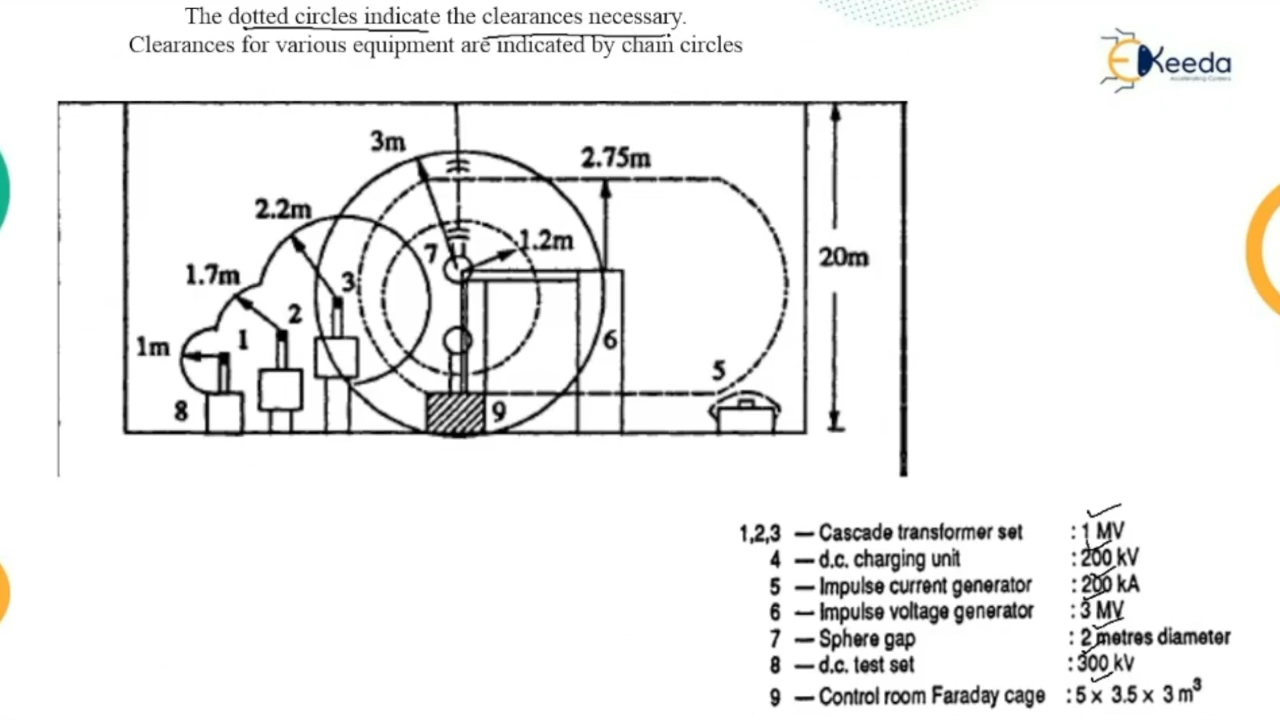 The dotted circles indicate the clearances necessary.
Clearances for various equipment are indicated by chain circles
EKeeda
3m
2.75m
2.2m
7
1.2m
1.7m
3
20m
2
1m
1
6
5
8
9
1,2,3 — Cascade transformer set : 1 MV
4 — d.c. charging unit : 200 kV
5 — Impulse current generator : 200 kA
6 — Impulse voltage generator : 3 MV
7 — Sphere gap : 2 metres diameter
8 — d.c. test set : 300 kV
9 — Control room Faraday cage : 5 x 3.5 x 3 m³